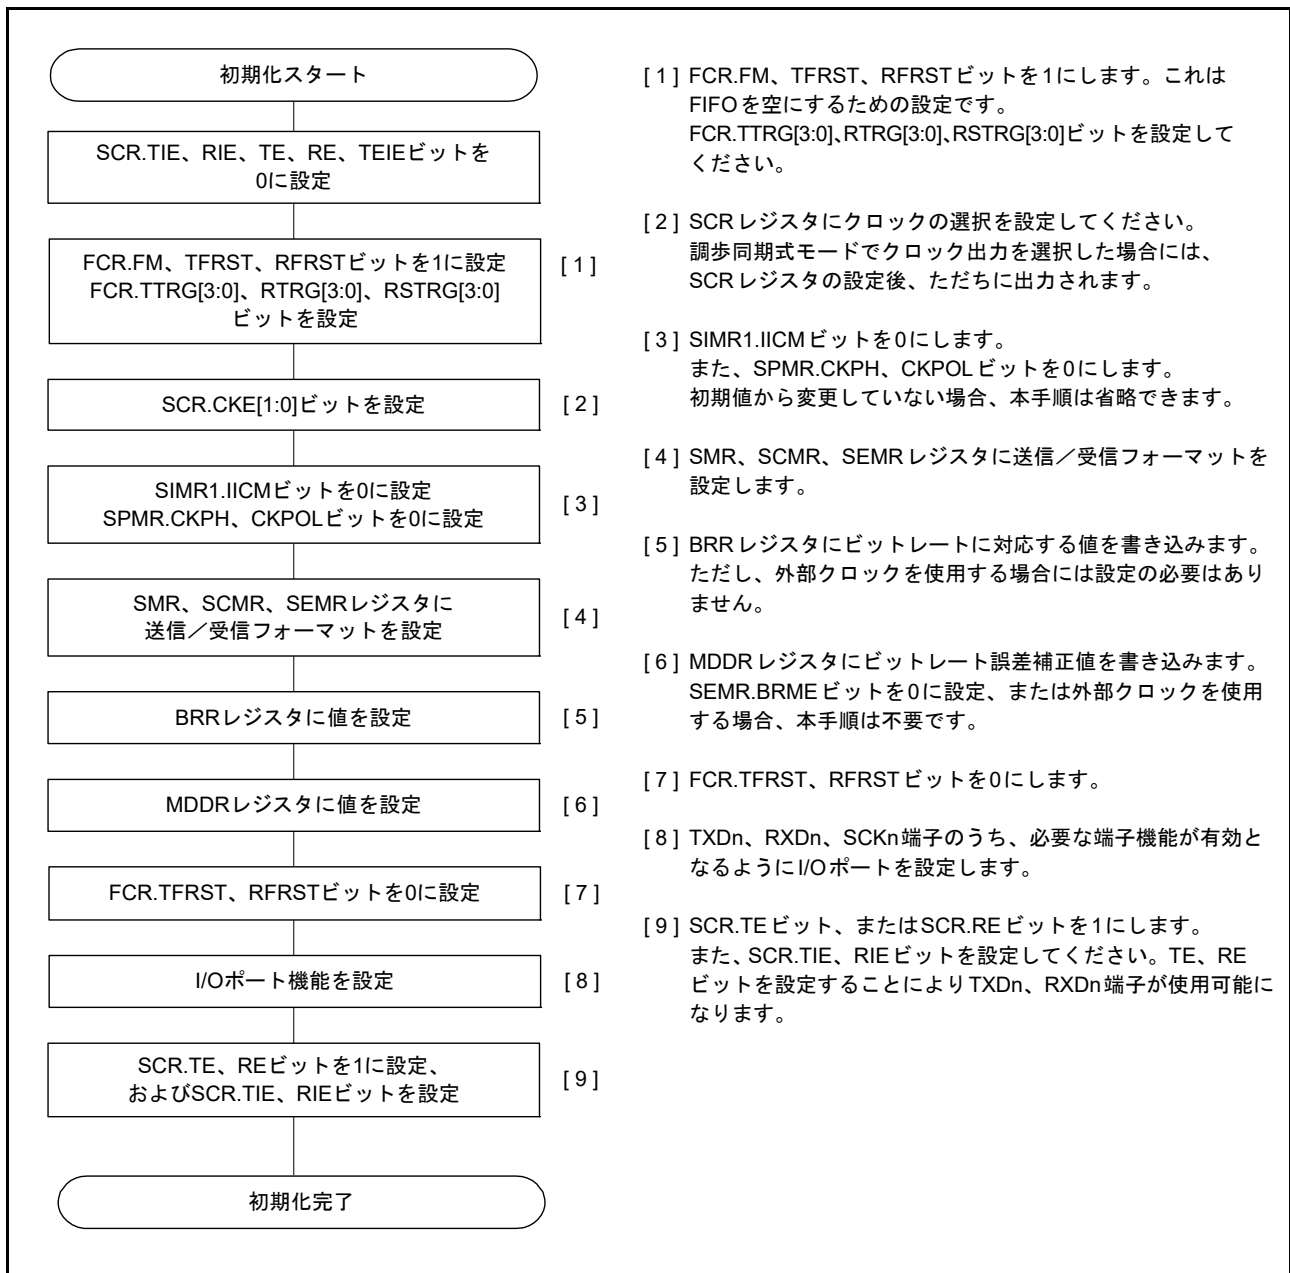 初期化スタート
SCR.TIE、RIE、TE、RE、TEIEビットを
0に設定
FCR.FM、TFRST、RFRSTビットを1に設定
FCR.TTRG[3:0]、RTRG[3:0]、RSTRG[3:0]
ビットを設定
[ 1 ]
SCR.CKE[1:0]ビットを設定
[ 2 ]
SIMR1.IICMビットを0に設定
SPMR.CKPH、CKPOLビットを0に設定
[ 3 ]
SMR、SCMR、SEMRレジスタに
送信／受信フォーマットを設定
[ 4 ]
BRRレジスタに値を設定
[ 5 ]
MDDRレジスタに値を設定
[ 6 ]
FCR.TFRST、RFRSTビットを0に設定
[ 7 ]
I/Oポート機能を設定
[ 8 ]
SCR.TE、REビットを1に設定、
およびSCR.TIE、RIEビットを設定
[ 9 ]
初期化完了
[ 1 ] FCR.FM、TFRST、RFRSTビットを1にします。これは
FIFOを空にするための設定です。
FCR.TTRG[3:0]、RTRG[3:0]、RSTRG[3:0]ビットを設定して
ください。
[ 2 ] SCRレジスタにクロックの選択を設定してください。
調歩同期式モードでクロック出力を選択した場合には、
SCRレジスタの設定後、ただちに出力されます。
[ 3 ] SIMR1.IICMビットを0にします。
また、SPMR.CKPH、CKPOLビットを0にします。
初期値から変更していない場合、本手順は省略できます。
[ 4 ] SMR、SCMR、SEMRレジスタに送信／受信フォーマットを
設定します。
[ 5 ] BRRレジスタにビットレートに対応する値を書き込みます。
ただし、外部クロックを使用する場合には設定の必要はあり
ません。
[ 6 ] MDDRレジスタにビットレート誤差補正値を書き込みます。
SEMR.BRMEビットを0に設定、または外部クロックを使用
する場合、本手順は不要です。
[ 7 ] FCR.TFRST、RFRSTビットを0にします。
[ 8 ] TXDn、RXDn、SCKn端子のうち、必要な端子機能が有効と
なるようにI/Oポートを設定します。
[ 9 ] SCR.TEビット、またはSCR.REビットを1にします。
また、SCR.TIE、RIEビットを設定してください。TE、RE
ビットを設定することによりTXDn、RXDn端子が使用可能に
なります。